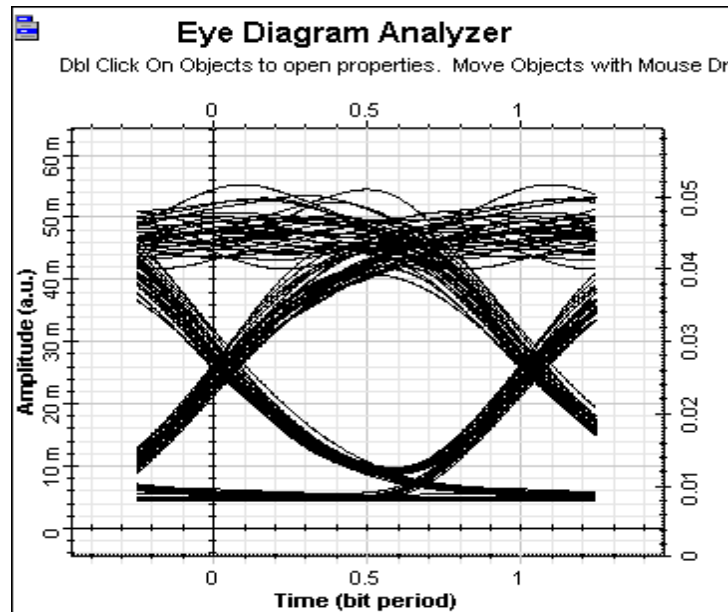 Eye Diagram Analyzer
Dbl Click On Objects to open properties.  Move Objects with Mouse Dr
0 0.5 1
60 m
50 m
40 m
30 m
20 m
10 m
0
Amplitude (a.u.)
0.05
0.04
0.03
0.02
0.01
0
0 0.5 1
Time (bit period)